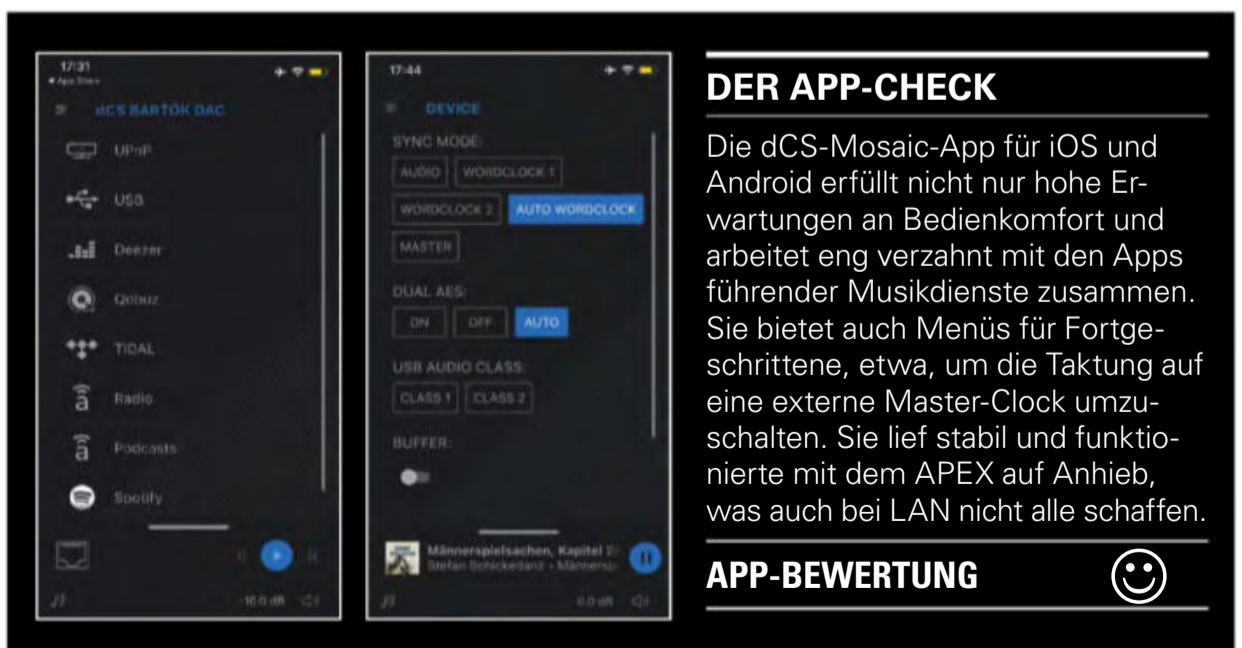 17:31
App Store
dCS BARTÓK DAC
UPnP
USB
Deezer
Qobuz
TIDAL
Radio
Podcasts
Spotify
-10.0 dB
17:44
DEVICE
SYNC MODE:
AUDIO WORDCLOCK 1
WORDCLOCK 2 AUTO WORDCLOCK
MASTER
DUAL AES:
ON OFF AUTO
USB AUDIO CLASS:
CLASS 1 CLASS 2
BUFFER:
Männerspielsachen, Kapitel
Stefan Schickedanz •
DER APP-CHECK
Die dCS-Mosaic-App für iOS und
Android erfüllt nicht nur hohe Er-
wartungen an Bedienkomfort und
arbeitet eng verzahnt mit den Apps
führender Musikdienste zusammen.
Sie bietet auch Menüs für Fortge-
schrittene, etwa, um die Taktung auf
eine externe Master-Clock umzu-
schalten. Sie lief stabil und funktio-
nierte mit dem APEX auf Anhieb,
was auch bei LAN nicht alle schaffen.
APP-BEWERTUNG